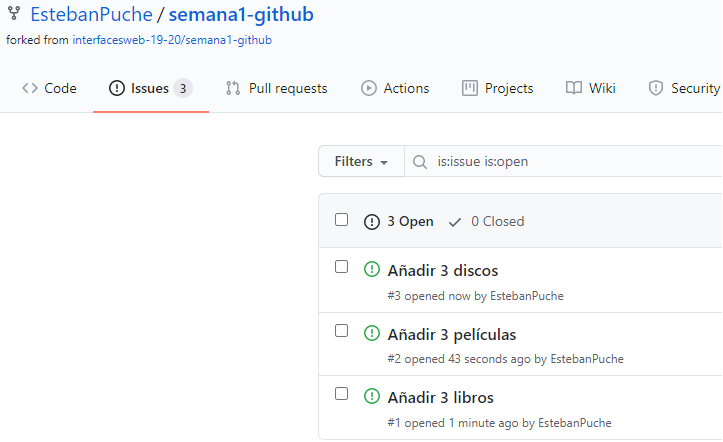 EstebanPuche / semana1-github
forked from interfacesweb-19-20/semana1-github
Code Issues 3 Pull requests Actions Projects Wiki Security
Filters is:issue is:open
3 Open 0 Closed
Añadir 3 discos
#3 opened now by EstebanPuche
Añadir 3 películas
#2 opened 43 seconds ago by EstebanPuche
Añadir 3 libros
#1 opened 1 minute ago by EstebanPuche